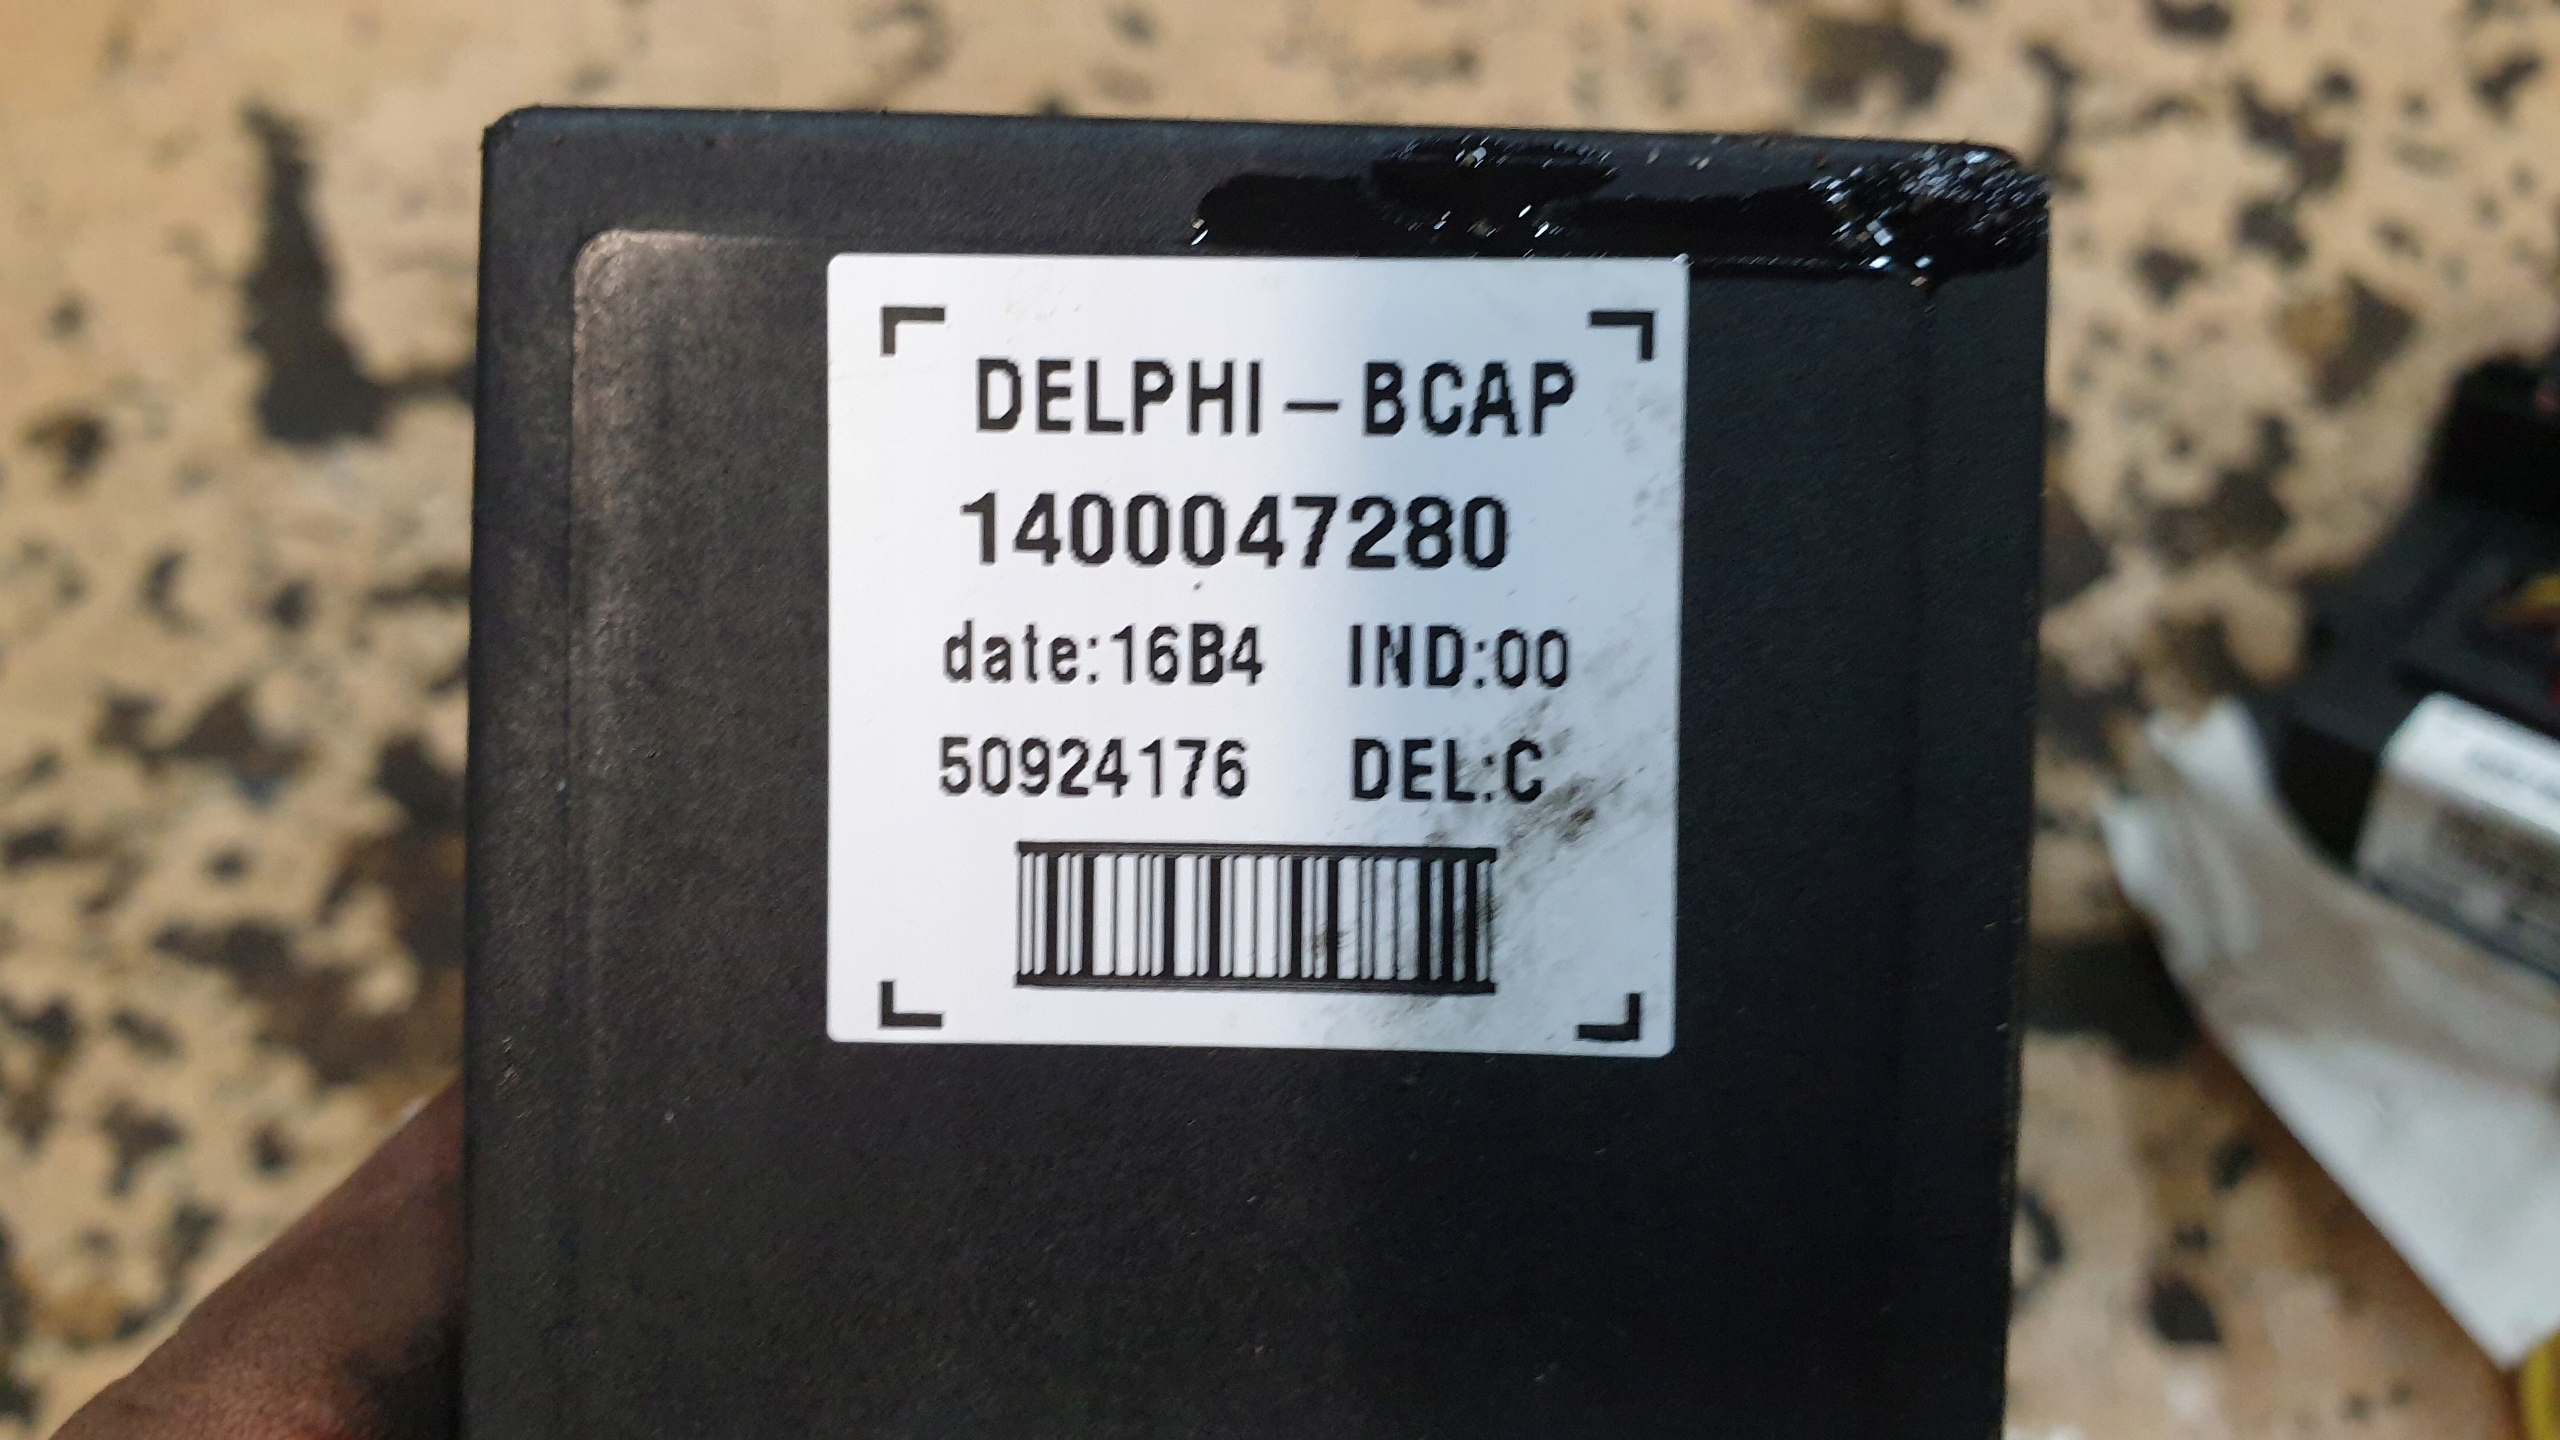 DELPHI-BCAP
1400047280
date:16B4 IND:00
50924176 DEL:C